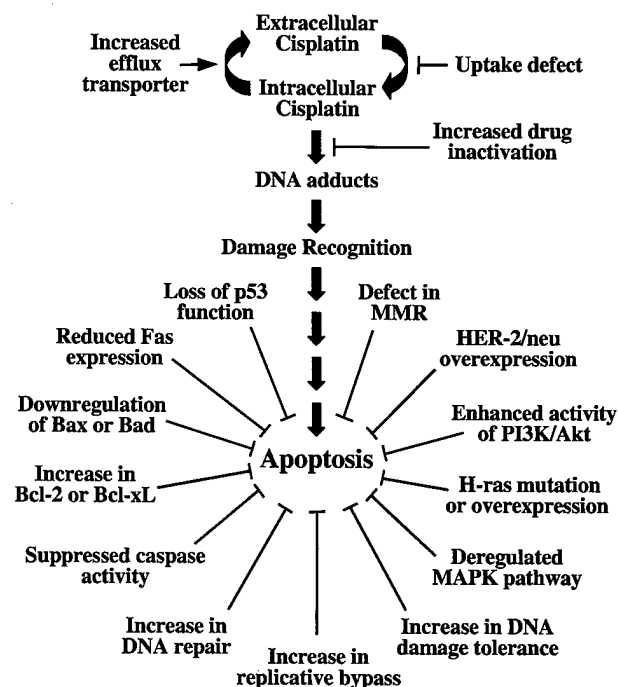 Extracellular
Cisplatin
Increased
efflux
transporter
Uptake defect
Intracellular
Cisplatin
Increased drug
inactivation
DNA adducts
Damage Recognition
Loss of p53
function
Defect in
MMR
Reduced Fas
expression
HER-2/neu
overexpression
Downregulation
of Bax or Bad
Enhanced activity
of PI3K/Akt
Apoptosis
Increase in
Bcl-2 or Bcl-xL
H-ras mutation
or overexpression
Suppressed caspase
activity
Deregulated
MAPK pathway
Increase in
DNA repair
Increase in
replicative bypass
Increase in DNA
damage tolerance